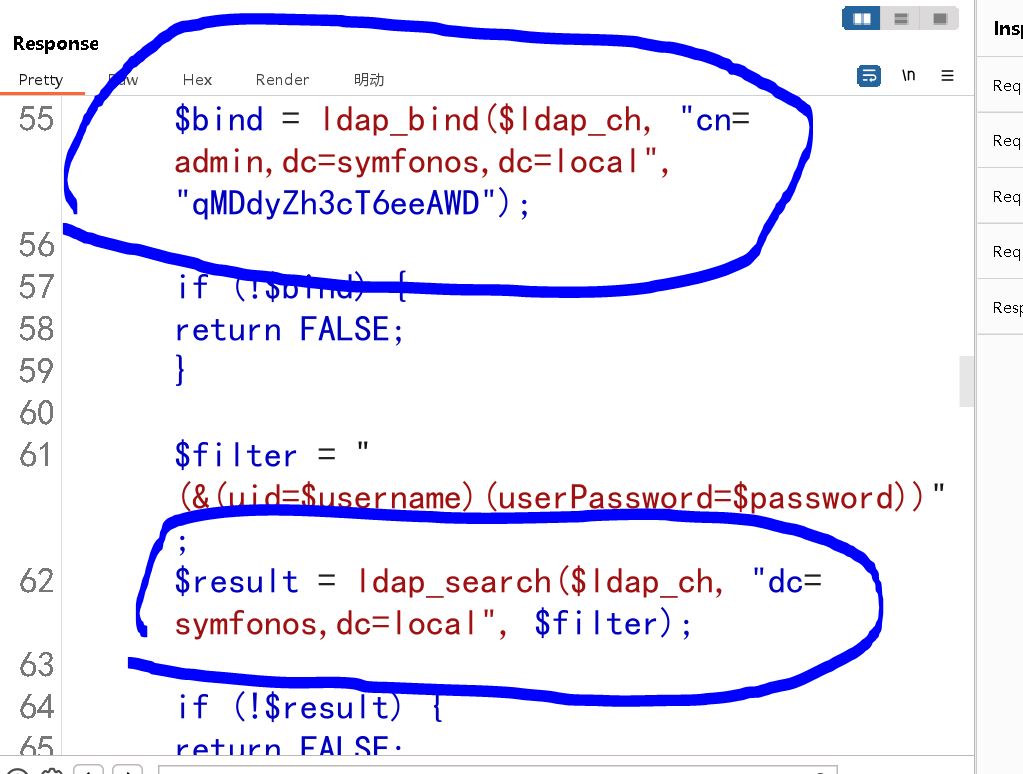 Response
Insp
Pretty
Raw
Hex
Render
明动
\n
Req
55 $bind = ldap_bind($ldap_ch, "cn=
admin,dc=symfonos,dc=local",
"qMDdyZh3cT6eeAWD");
Req
56
57 if (!$bind) {
Req
58 return FALSE;
Req
59 }
Resp
60
61 $filter = "
(&(uid=$username)(userPassword=$password))"
;
62 $result = ldap_search($ldap_ch, "dc=
symfonos,dc=local", $filter);
63
64 if (!$result) {
65 return FALSE;